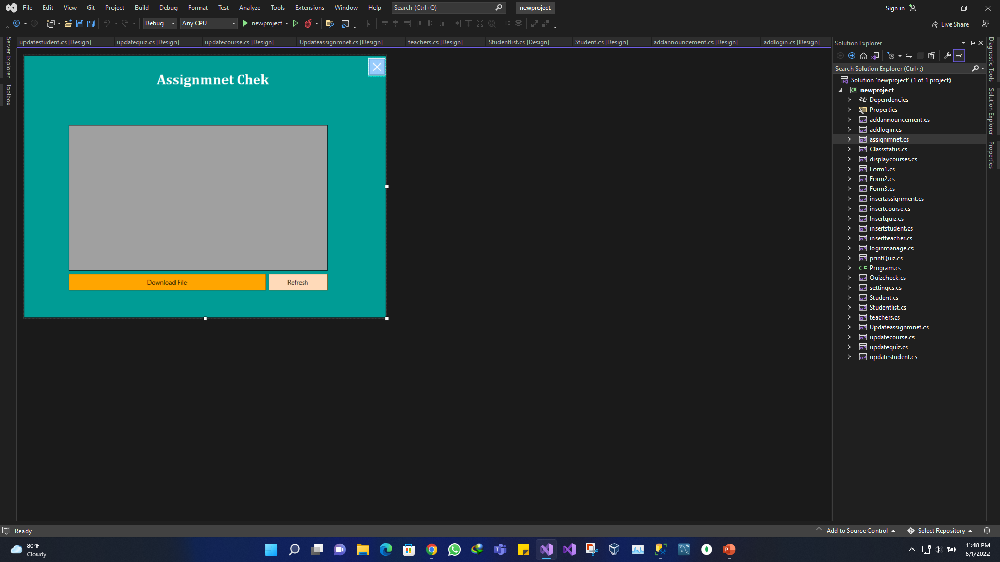 File Edit View Git Project Build Debug Format Test Analyze Tools Extensions Window Help Search (Ctrl+Q) newproject Sign in
Debug Any CPU newproject Live Share
updatestudent.cs [Design] updatequiz.cs [Design] updatecourse.cs [Design] Updateassignmnet.cs [Design] teachers.cs [Design] Studentlist.cs [Design] Student.cs [Design] addannouncement.cs [Design] addlogin.cs [Design]
Server Explorer
Toolbox
Assignmnet Chek
Download File
Refresh
Solution Explorer
Search Solution Explorer (Ctrl+;)
Solution 'newproject' (1 of 1 project)
C# newproject
Dependencies
Properties
addannouncement.cs
addlogin.cs
assignmnet.cs
Classstatus.cs
displaycourses.cs
Form1.cs
Form2.cs
Form3.cs
insertassignment.cs
insertcourse.cs
Insertquiz.cs
insertstudent.cs
insertteacher.cs
loginmanage.cs
printQuiz.cs
C# Program.cs
Quizcheck.cs
settingcs.cs
Student.cs
Studentlist.cs
teachers.cs
Updateassignmnet.cs
updatecourse.cs
updatequiz.cs
updatestudent.cs
Diagnostic Tools
Solution Explorer
Properties
Ready
Add to Source Control
Select Repository
80°F
Cloudy
11:48 PM
6/1/2022